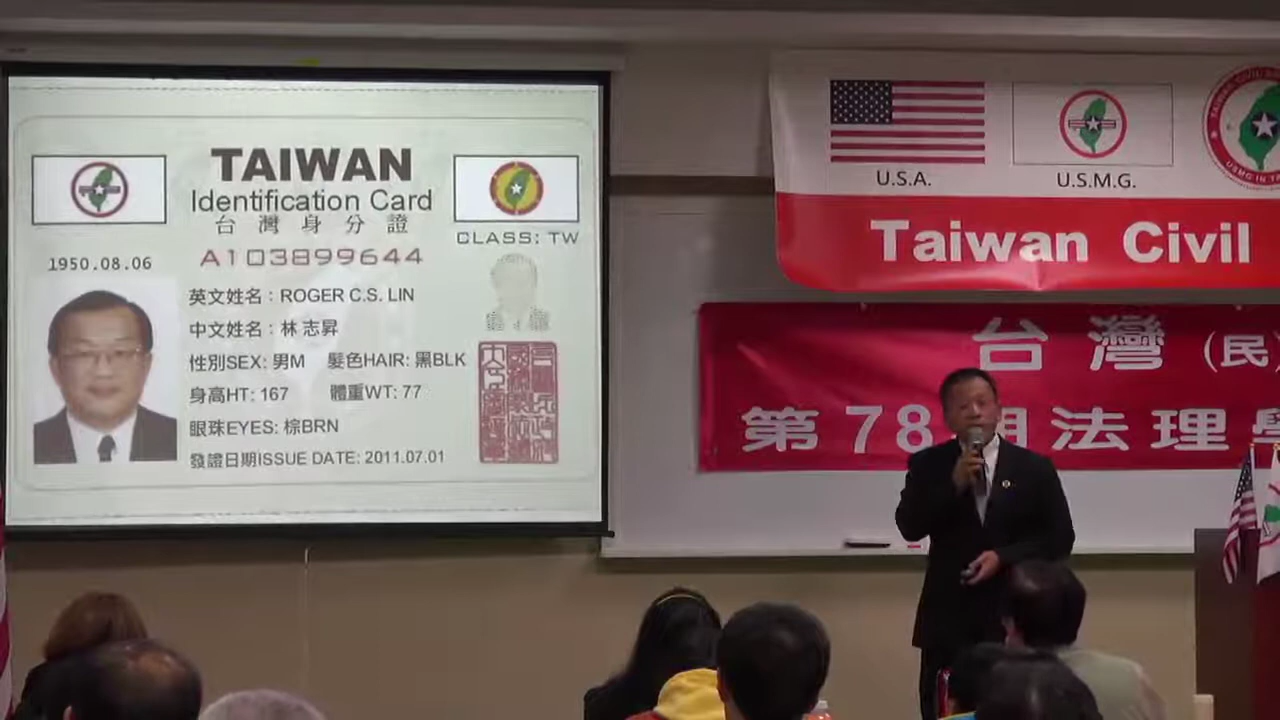 TAIWAN
Identification Card
台灣身分證
CLASS: TW
1950.08.06
A103899644
英文姓名：ROGER C.S. LIN
中文姓名：林志昇
性別SEX: 男M 髮色HAIR: 黑BLK
身高HT: 167 體重WT: 77
眼珠EYES: 棕BRN
發證日期ISSUE DATE: 2011.07.01
U.S.A.
U.S.M.G.
Taiwan Civil
台灣(民
第78期法理學